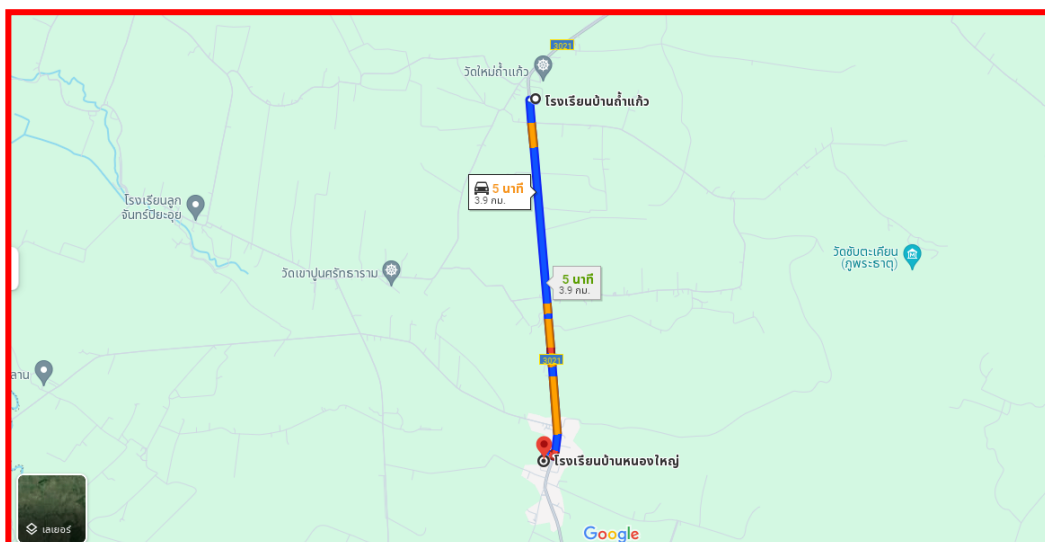 3021
วัดใหม่ถ้ำแก้ว
โรงเรียนบ้านถ้ำแก้ว
5 นาที
3.9 กม.
โรงเรียนลูก
จันทร์ปิยะอุย
วัดซับตะเคียน
(ภูพระธาตุ)
วัดเขาปูนศรัทธาราม
5 นาที
3.9 กม.
3021
ลาน
โรงเรียนบ้านหนองใหญ่
เลเยอร์
Google